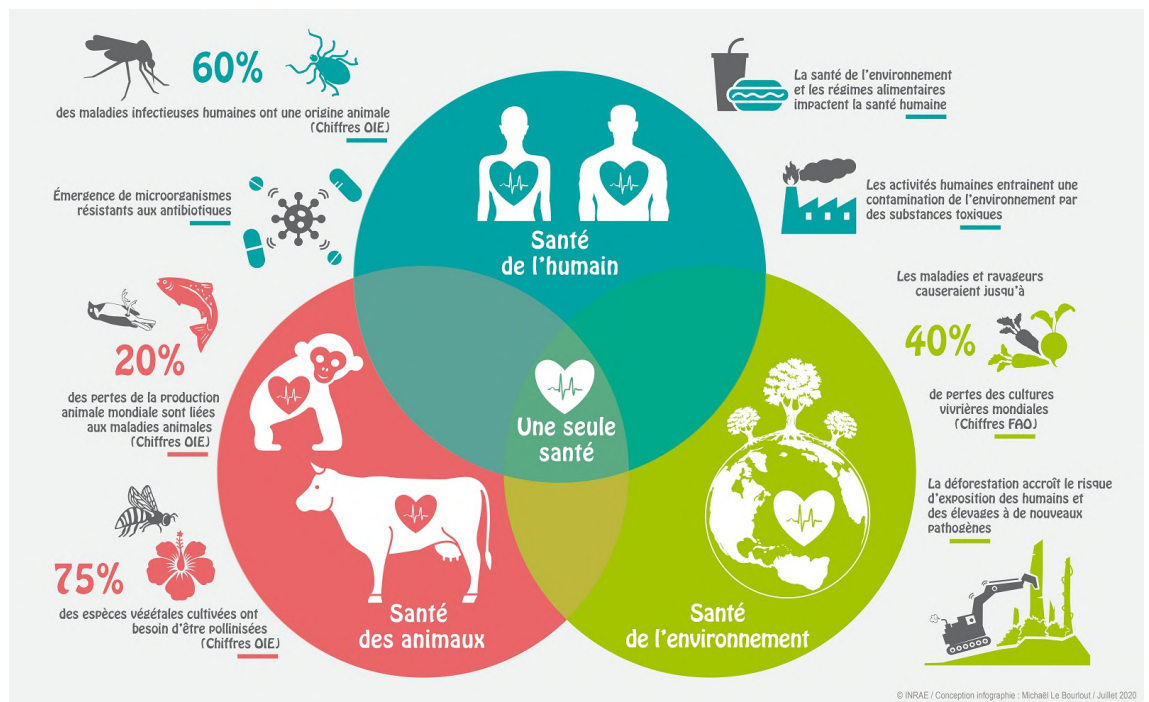 60%
des maladies infectieuses humaines ont une origine animale
(Chiffres OIE)
Émergence de microorganismes
résistants aux antibiotiques
20%
des pertes de la production
animale mondiale sont liées
aux maladies animales
(Chiffres OIE)
75%
des espèces végétales cultivées ont
besoin d'être pollinisées
(Chiffres OIE)
Santé
de l'humain
Une seule
santé
Santé
des animaux
Santé
de l'environnement
La santé de l'environnement
et les régimes alimentaires
impactent la santé humaine
Les activités humaines entrainent une
contamination de l'environnement par
des substances toxiques
Les maladies et ravageurs
causeraient jusqu'à
40%
de pertes des cultures
vivrières mondiales
(Chiffres FAO)
La déforestation accroît le risque
d'exposition des humains et
des élevages à de nouveaux
pathogènes
© INRAE / Conception infographie : Michaël Le Bourlout / Juillet 2020